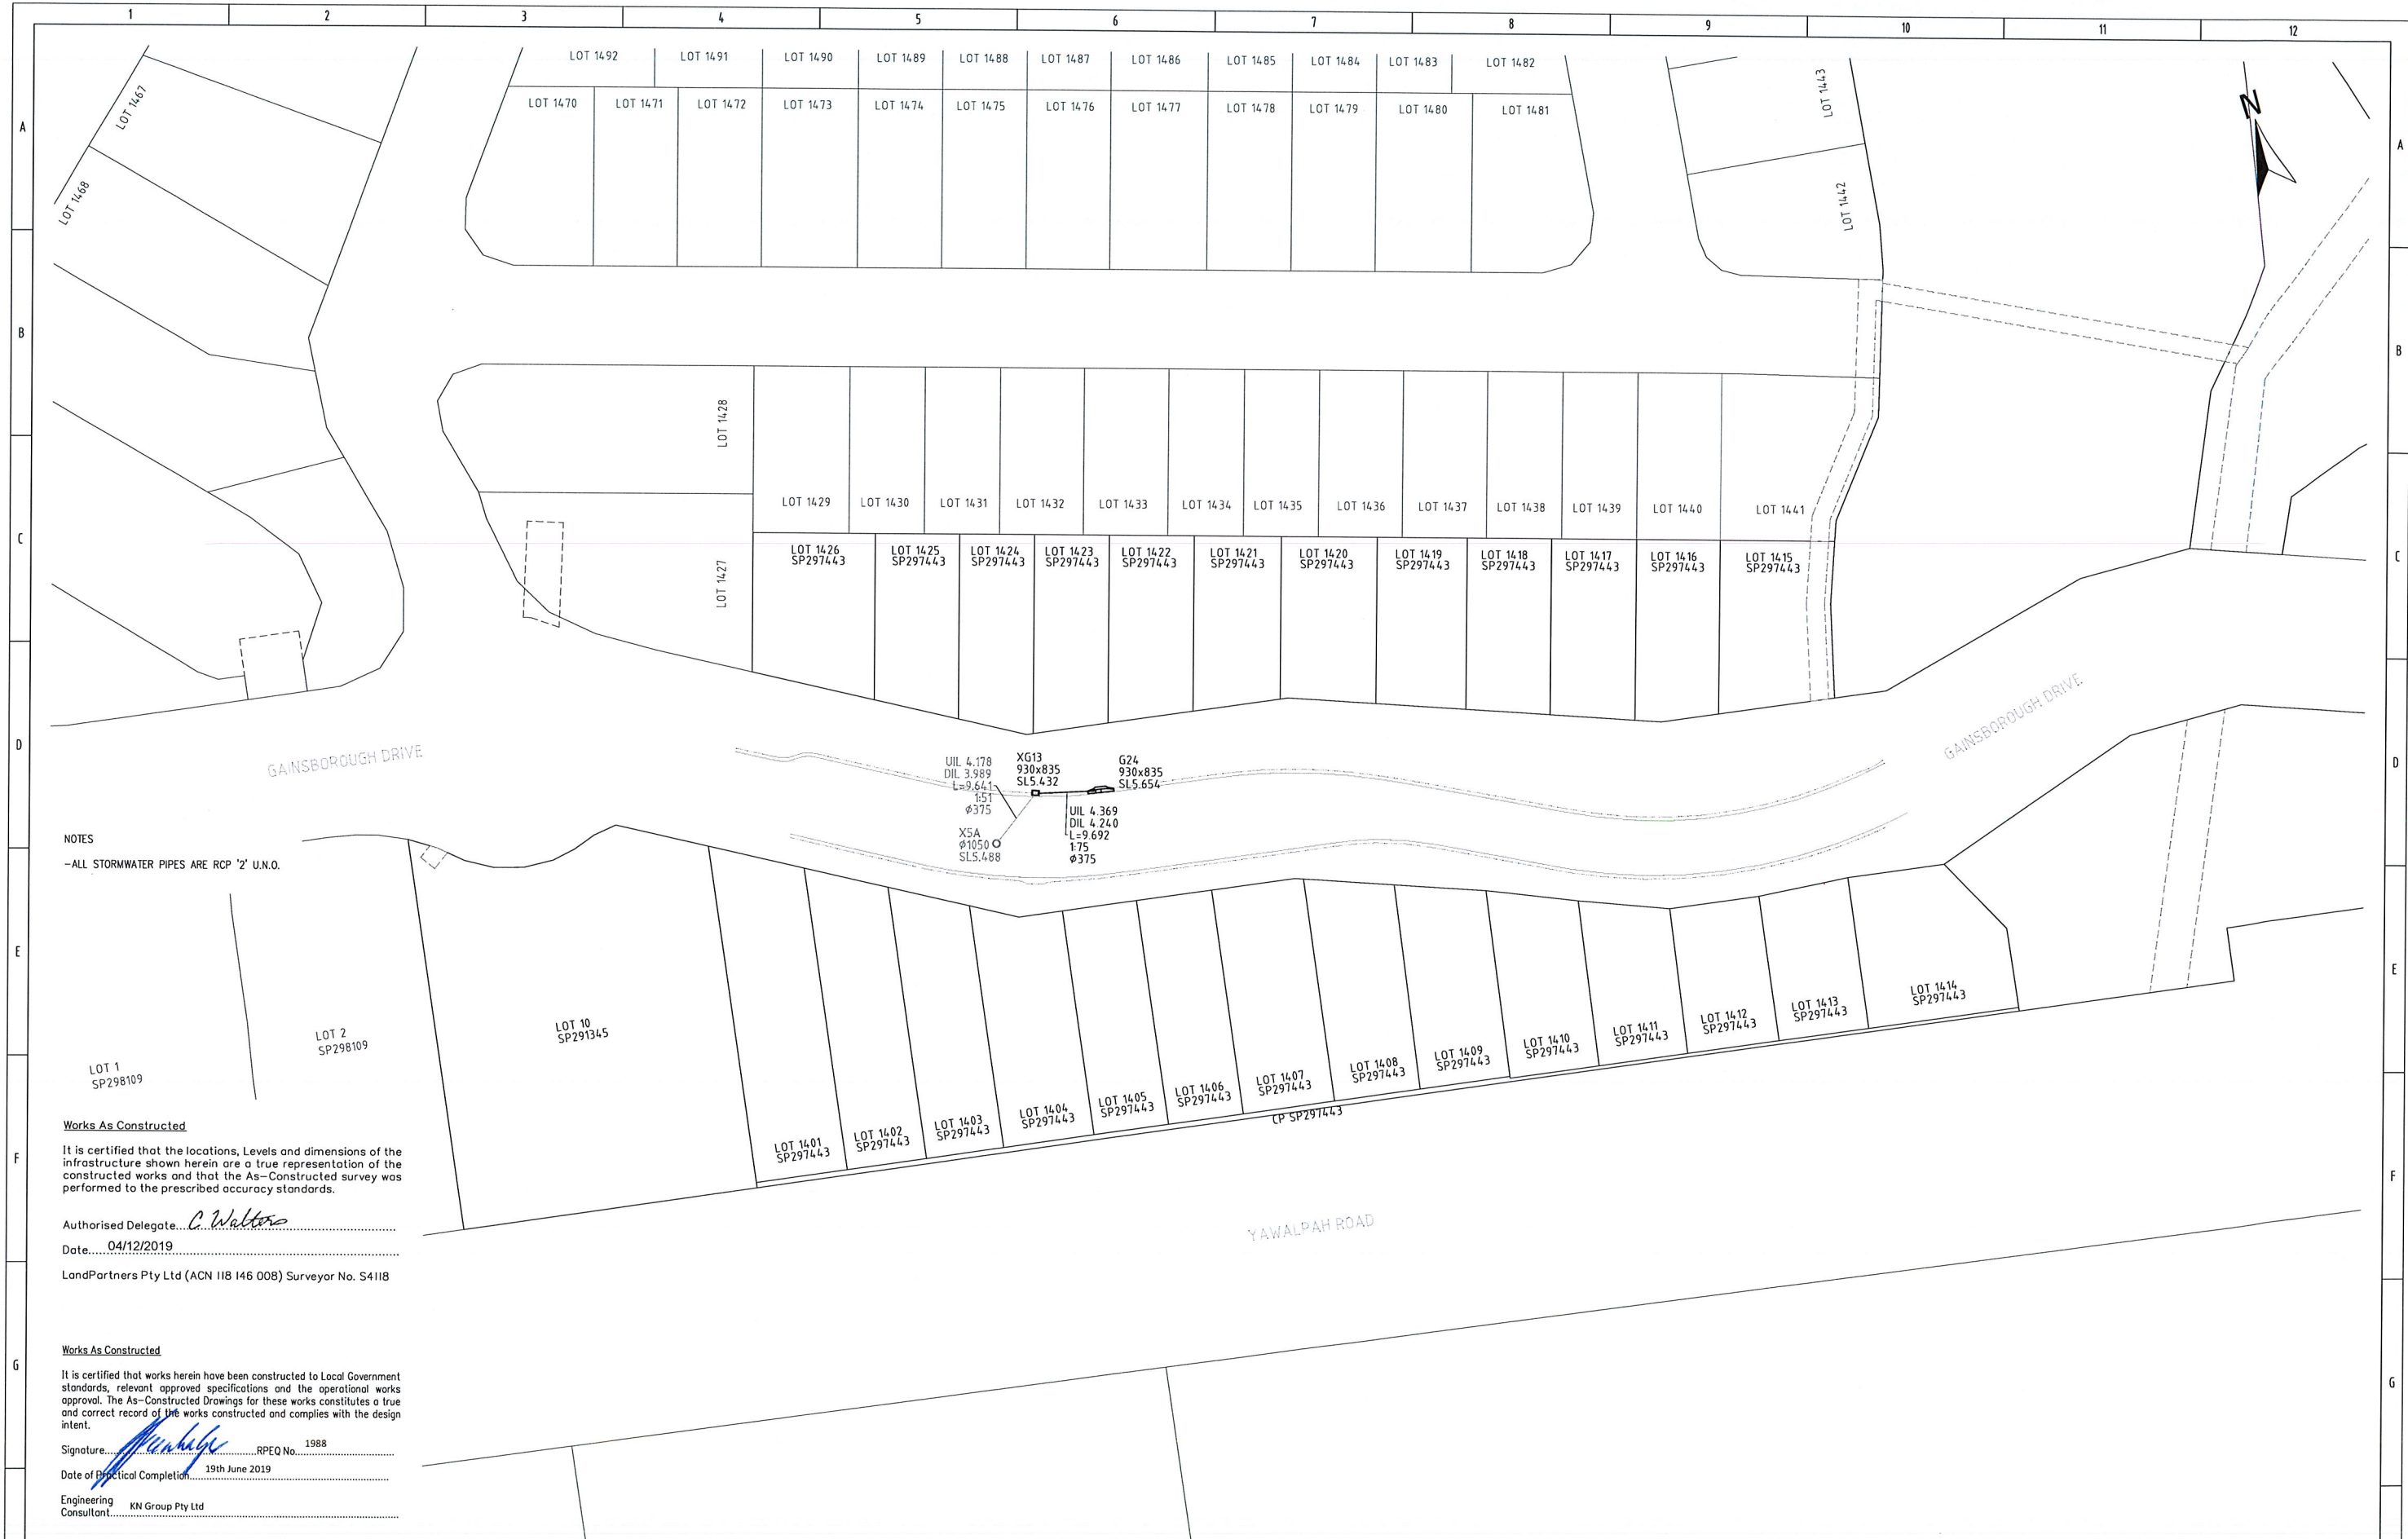 1 2 3 4 5 6 7 8 9 10 11 12
A
B
C
D
E
F
G
A
B
C
D
E
F
G
N
LOT 1492
LOT 1491
LOT 1490
LOT 1489
LOT 1488
LOT 1487
LOT 1486
LOT 1485
LOT 1484
LOT 1483
LOT 1482
LOT 1470
LOT 1471
LOT 1472
LOT 1473
LOT 1474
LOT 1475
LOT 1476
LOT 1477
LOT 1478
LOT 1479
LOT 1480
LOT 1481
LOT 1467
LOT 1468
LOT 1443
LOT 1442
LOT 1428
LOT 1427
LOT 1429
LOT 1430
LOT 1431
LOT 1432
LOT 1433
LOT 1434
LOT 1435
LOT 1436
LOT 1437
LOT 1438
LOT 1439
LOT 1440
LOT 1441
LOT 1426
SP297443
LOT 1425
SP297443
LOT 1424
SP297443
LOT 1423
SP297443
LOT 1422
SP297443
LOT 1421
SP297443
LOT 1420
SP297443
LOT 1419
SP297443
LOT 1418
SP297443
LOT 1417
SP297443
LOT 1416
SP297443
LOT 1415
SP297443
GAINSBOROUGH DRIVE
GAINSBOROUGH DRIVE
UIL 4.178
DIL 3.989
L=9.641
1:51
ϕ375
XG13
930x835
SL5.432
G24
930x835
SL5.654
UIL 4.369
DIL 4.240
L=9.692
1:75
ϕ375
X5A
ϕ1050
SL5.488
NOTES
-ALL STORMWATER PIPES ARE RCP '2' U.N.O.
LOT 1
SP298109
LOT 2
SP298109
LOT 10
SP291345
LOT 1401
SP297443
LOT 1402
SP297443
LOT 1403
SP297443
LOT 1404
SP297443
LOT 1405
SP297443
LOT 1406
SP297443
LOT 1407
SP297443
LOT 1408
SP297443
LOT 1409
SP297443
LOT 1410
SP297443
LOT 1411
SP297443
LOT 1412
SP297443
LOT 1413
SP297443
LOT 1414
SP297443
CP SP297443
YAWALPAH ROAD
Works As Constructed
It is certified that the locations, Levels and dimensions of the
infrastructure shown herein are a true representation of the
constructed works and that the As-Constructed survey was
performed to the prescribed accuracy standards.
Authorised Delegate... C. Walters
Date.... 04/12/2019
LandPartners Pty Ltd (ACN 118 146 008) Surveyor No. S4118
Works As Constructed
It is certified that works herein have been constructed to Local Government
standards, relevant approved specifications and the operational works
approval. The As-Constructed Drawings for these works constitutes a true
and correct record of the works constructed and complies with the design
intent.
Signature.... RPEQ No. 1988
Date of Practical Completion. 19th June 2019
Engineering
Consultant. KN Group Pty Ltd